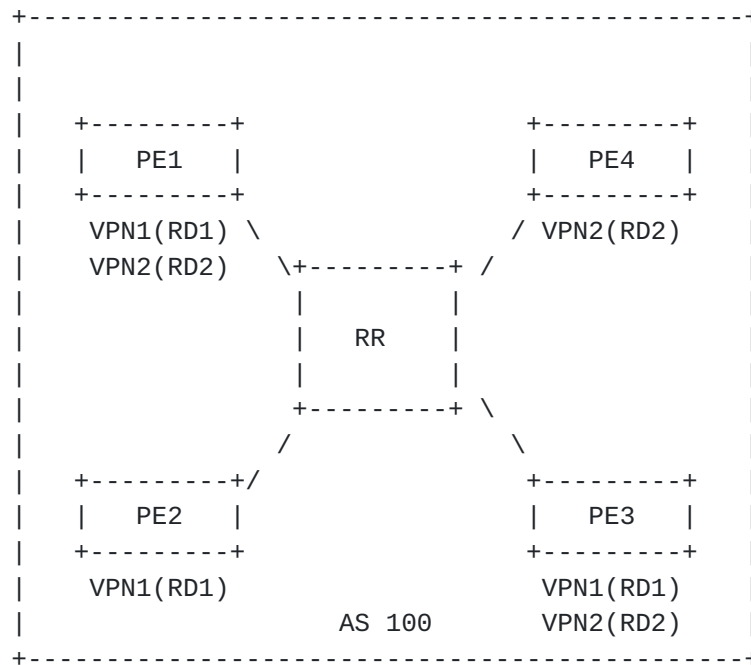 PE1 PE4
VPN1(RD1) VPN2(RD2)
VPN2(RD2)
RR
PE2 PE3
VPN1(RD1) VPN1(RD1)
AS 100 VPN2(RD2)